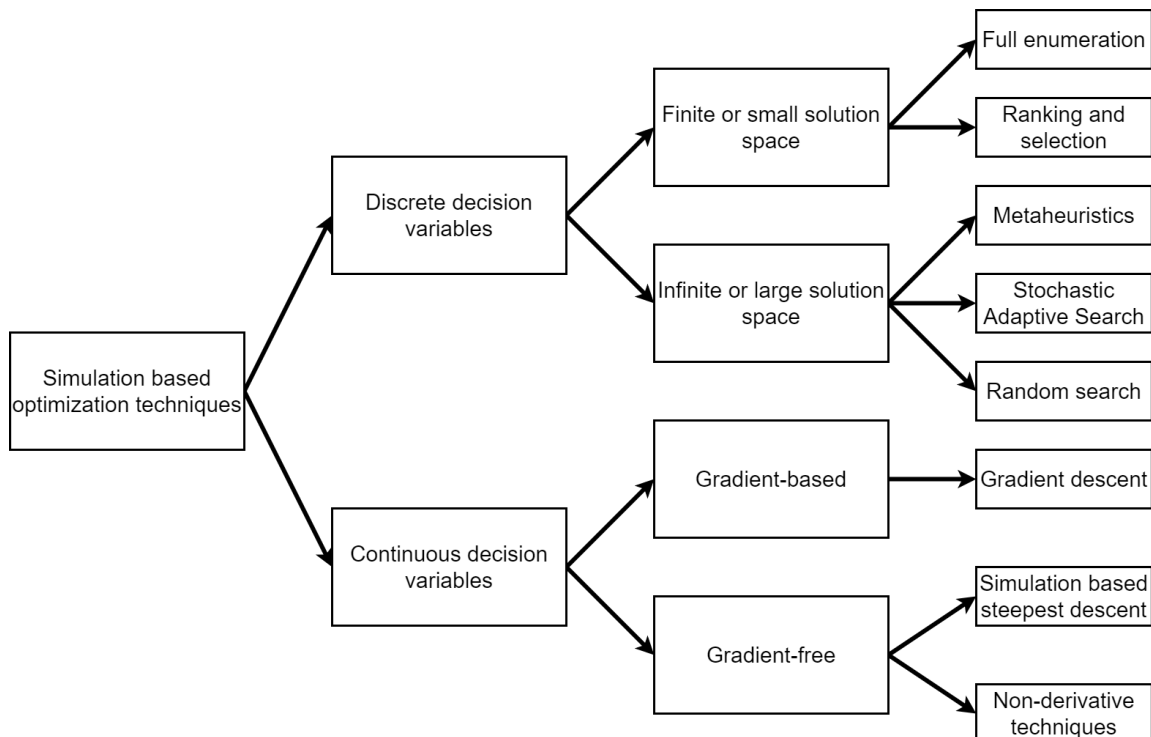 Full enumeration
Finite or small solution
space
Ranking and
selection
Discrete decision
variables
Metaheuristics
Infinite or large solution
space
Stochastic
Adaptive Search
Random search
Simulation based
optimization techniques
Gradient-based
Gradient descent
Continuous decision
variables
Simulation based
steepest descent
Gradient-free
Non-derivative
techniques